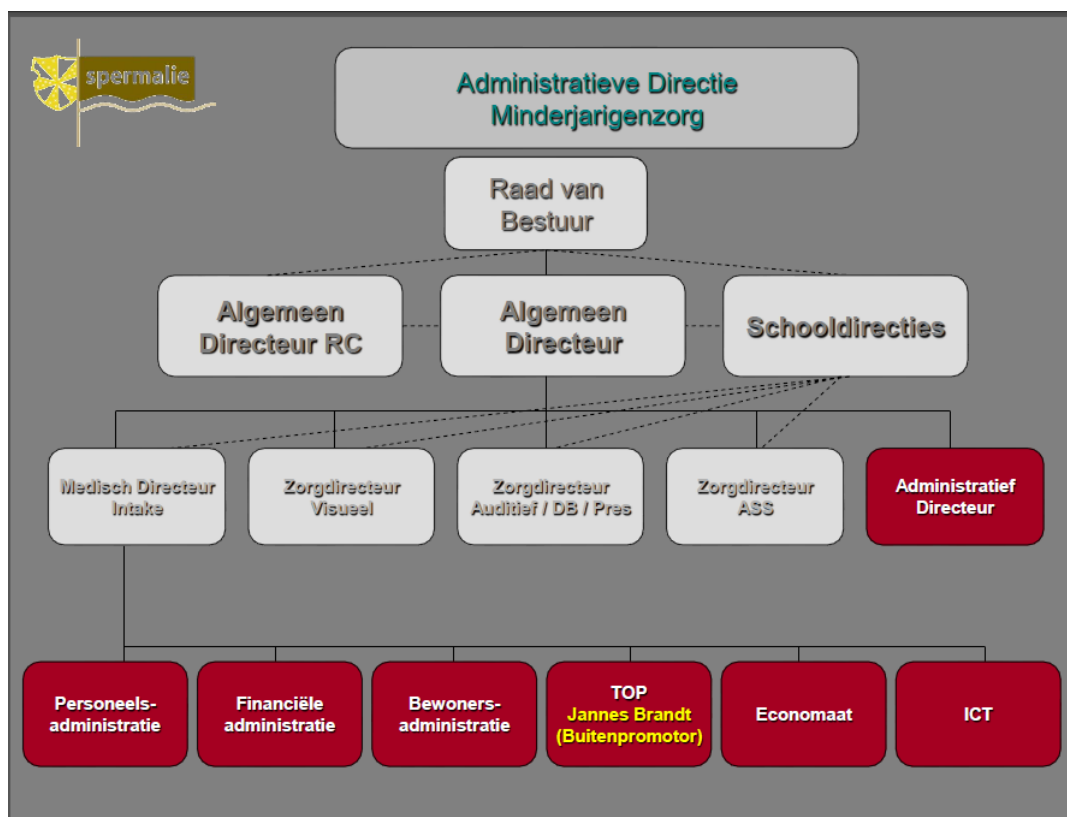 spermalie
Administratieve Directie
Minderjarigenzorg
Raad van
Bestuur
Algemeen
Directeur RC
Algemeen
Directeur
Schooldirecties
Medisch Directeur
Intake
Zorgdirecteur
Visueel
Zorgdirecteur
Auditief / DB / Pres
Zorgdirecteur
ASS
Administratief
Directeur
Personeels-
administratie
Financiële
administratie
Bewoners-
administratie
TOP
Jannes Brandt
(Buitenpromotor)
Economaat
ICT